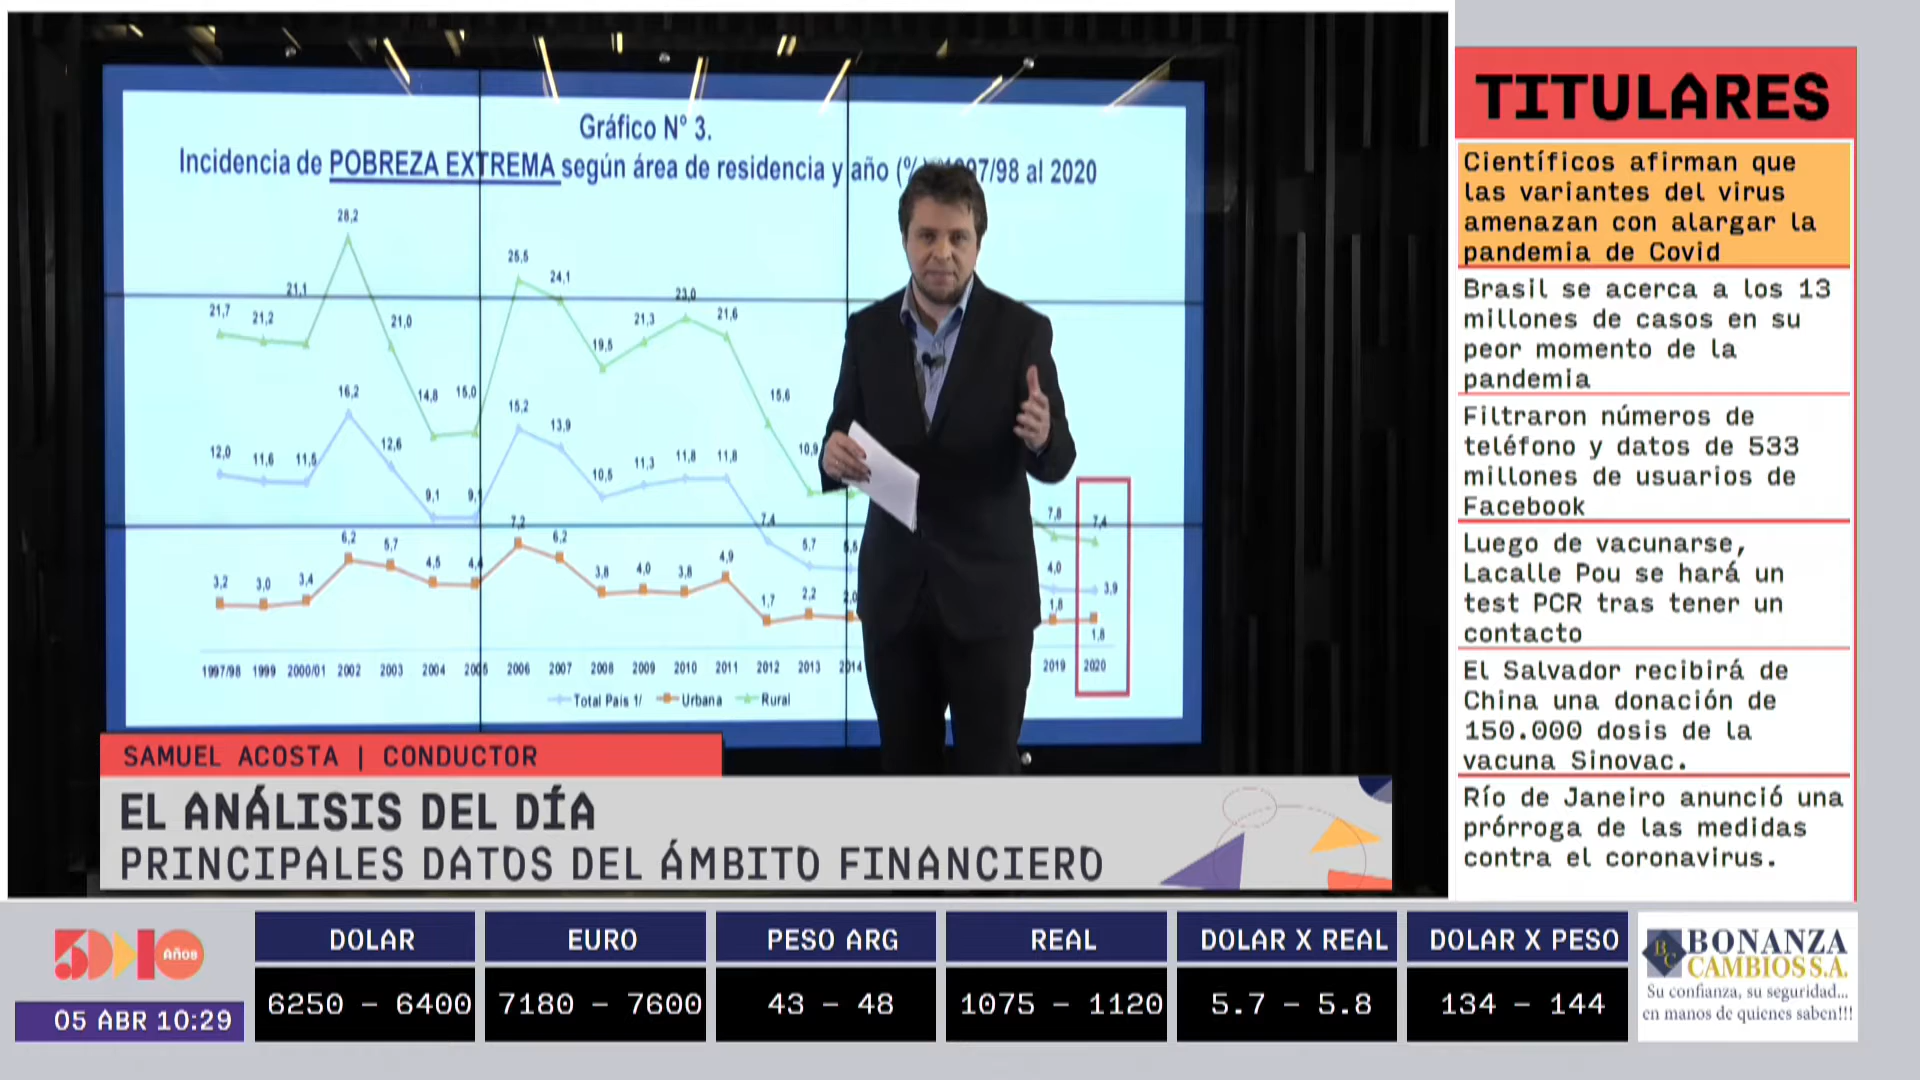 Gráfico Nº 3.
Incidencia de POBREZA EXTREMA según área de residencia y año (% 1997/98 al 2020
28,2
25,5
24,1
21,7
21,2
21,1
21,0
19,5
21,3
23,0
21,6
14,8
15,0
15,6
10,9
16,2
15,2
13,9
12,0
11,6
11,5
12,6
9,1
9,1
10,5
11,3
11,8
11,8
7,4
5,7
7,8
7,4
4,0
3,9
3,2
3,0
3,4
6,2
5,7
4,5
4,4
7,2
6,2
3,8
4,0
3,8
4,9
1,7
2,2
2,0
1,8
1,8
1997/98 1999 2000/01 2002 2003 2004 2005 2006 2007 2008 2009 2010 2011 2012 2013 2014 2019 2020
Total País 1/ Urbana Rural
SAMUEL ACOSTA | CONDUCTOR
EL ANÁLISIS DEL DÍA
PRINCIPALES DATOS DEL ÁMBITO FINANCIERO
TITULARES
Científicos afirman que
las variantes del virus
amenazan con alargar la
pandemia de Covid
Brasil se acerca a los 13
millones de casos en su
peor momento de la
pandemia
Filtraron números de
teléfono y datos de 533
millones de usuarios de
Facebook
Luego de vacunarse,
Lacalle Pou se hará un
test PCR tras tener un
contacto
El Salvador recibirá de
China una donación de
150.000 dosis de la
vacuna Sinovac.
Río de Janeiro anunció una
prórroga de las medidas
contra el coronavirus.
5DIO Años
05 ABR 10:29
DOLAR EURO PESO ARG REAL DOLAR X REAL DOLAR X PESO
6250 - 6400 7180 - 7600 43 - 48 1075 - 1120 5.7 - 5.8 134 - 144
BC BONANZA
CAMBIOS S.A.
Su confianza, su seguridad...
en manos de quienes saben!!!